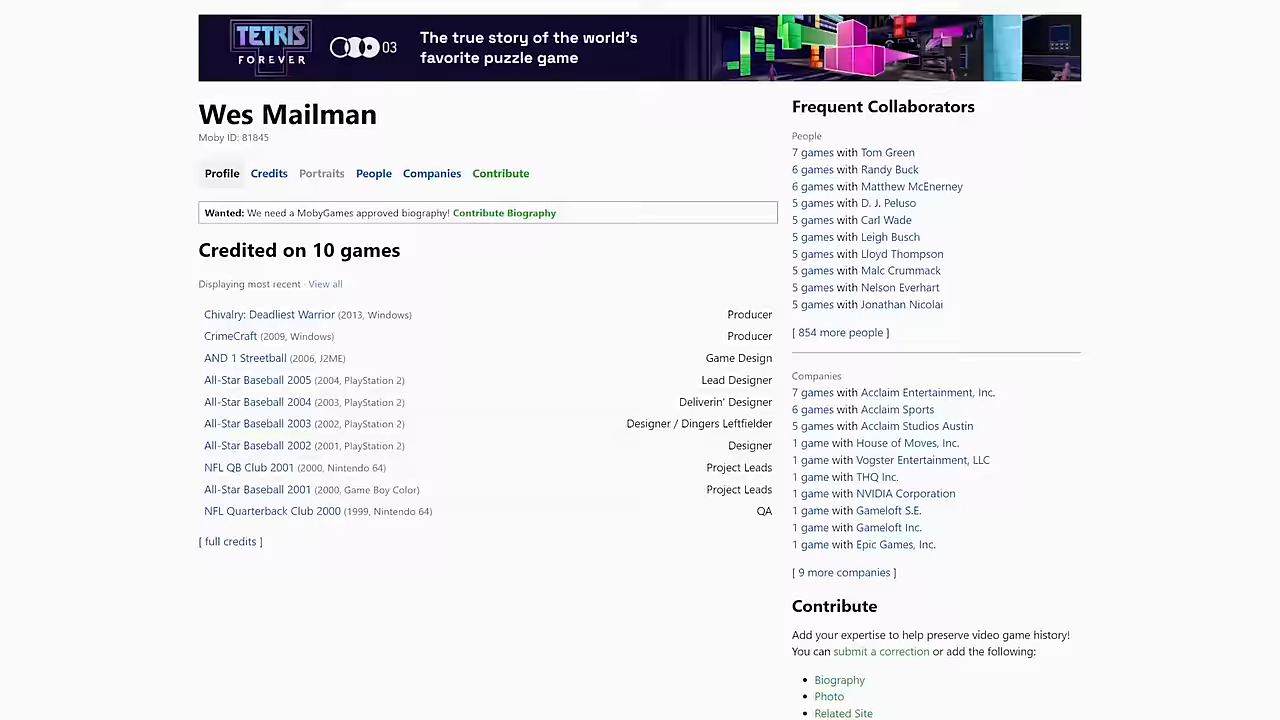 TETRIS
FOREVER
03
The true story of the world's
favorite puzzle game
Wes Mailman
Moby ID: 81845
Profile Credits Portraits People Companies Contribute
Wanted: We need a MobyGames approved biography! Contribute Biography
Credited on 10 games
Displaying most recent · View all
Chivalry: Deadliest Warrior (2013, Windows) Producer
CrimeCraft (2009, Windows) Producer
AND 1 Streetball (2006, J2ME) Game Design
All-Star Baseball 2005 (2004, PlayStation 2) Lead Designer
All-Star Baseball 2004 (2003, PlayStation 2) Deliverin' Designer
All-Star Baseball 2003 (2002, PlayStation 2) Designer / Dingers Leftfielder
All-Star Baseball 2002 (2001, PlayStation 2) Designer
NFL QB Club 2001 (2000, Nintendo 64) Project Leads
All-Star Baseball 2001 (2000, Game Boy Color) Project Leads
NFL Quarterback Club 2000 (1999, Nintendo 64) QA
[ full credits ]
Frequent Collaborators
People
7 games with Tom Green
6 games with Randy Buck
6 games with Matthew McEnerney
5 games with D. J. Peluso
5 games with Carl Wade
5 games with Leigh Busch
5 games with Lloyd Thompson
5 games with Malc Crummack
5 games with Nelson Everhart
5 games with Jonathan Nicolai
[ 854 more people ]
Companies
7 games with Acclaim Entertainment, Inc.
6 games with Acclaim Sports
5 games with Acclaim Studios Austin
1 game with House of Moves, Inc.
1 game with Vogster Entertainment, LLC
1 game with THQ Inc.
1 game with NVIDIA Corporation
1 game with Gameloft S.E.
1 game with Gameloft Inc.
1 game with Epic Games, Inc.
[ 9 more companies ]
Contribute
Add your expertise to help preserve video game history!
You can submit a correction or add the following:
• Biography
• Photo
• Related Site